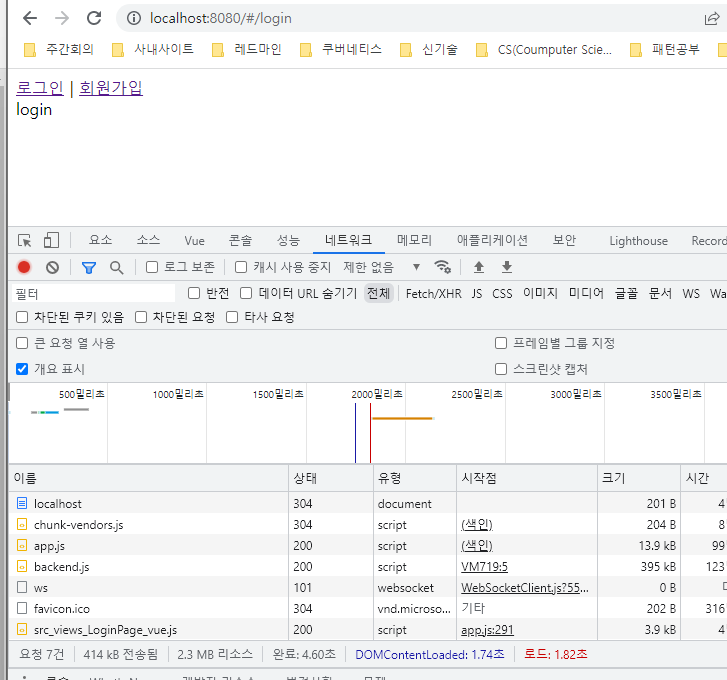 localhost:8080/#/login
주간회의 사내사이트 레드마인 쿠버네티스 신기술 CS(Coumputer Scie... 패턴공부
로그인 | 회원가입
login
요소 소스 Vue 콘솔 성능 네트워크 메모리 애플리케이션 보안 Lighthouse Record
로그 보존 캐시 사용 중지 제한 없음
필터 반전 데이터 URL 숨기기 전체 Fetch/XHR JS CSS 이미지 미디어 글꼴 문서 WS Wa
차단된 쿠키 있음 차단된 요청 타사 요청
큰 요청 열 사용 프레임별 그룹 지정
개요 표시 스크린샷 캡처
500밀리초 1000밀리초 1500밀리초 2000밀리초 2500밀리초 3000밀리초 3500밀리초
이름 상태 유형 시작점 크기 시간
localhost 304 document 201 B 4
chunk-vendors.js 304 script (색인) 204 B 8
app.js 200 script (색인) 13.9 kB 99
backend.js 200 script VM719:5 395 kB 123
ws 101 websocket WebSocketClient.js?55... 0 B
favicon.ico 304 vnd.microso... 기타 202 B 316
src_views_LoginPage_vue.js 200 script app.js:291 3.9 kB 4
요청 7건 414 kB 전송됨 2.3 MB 리소스 완료: 4.60초 DOMContentLoaded: 1.74초 로드: 1.82초